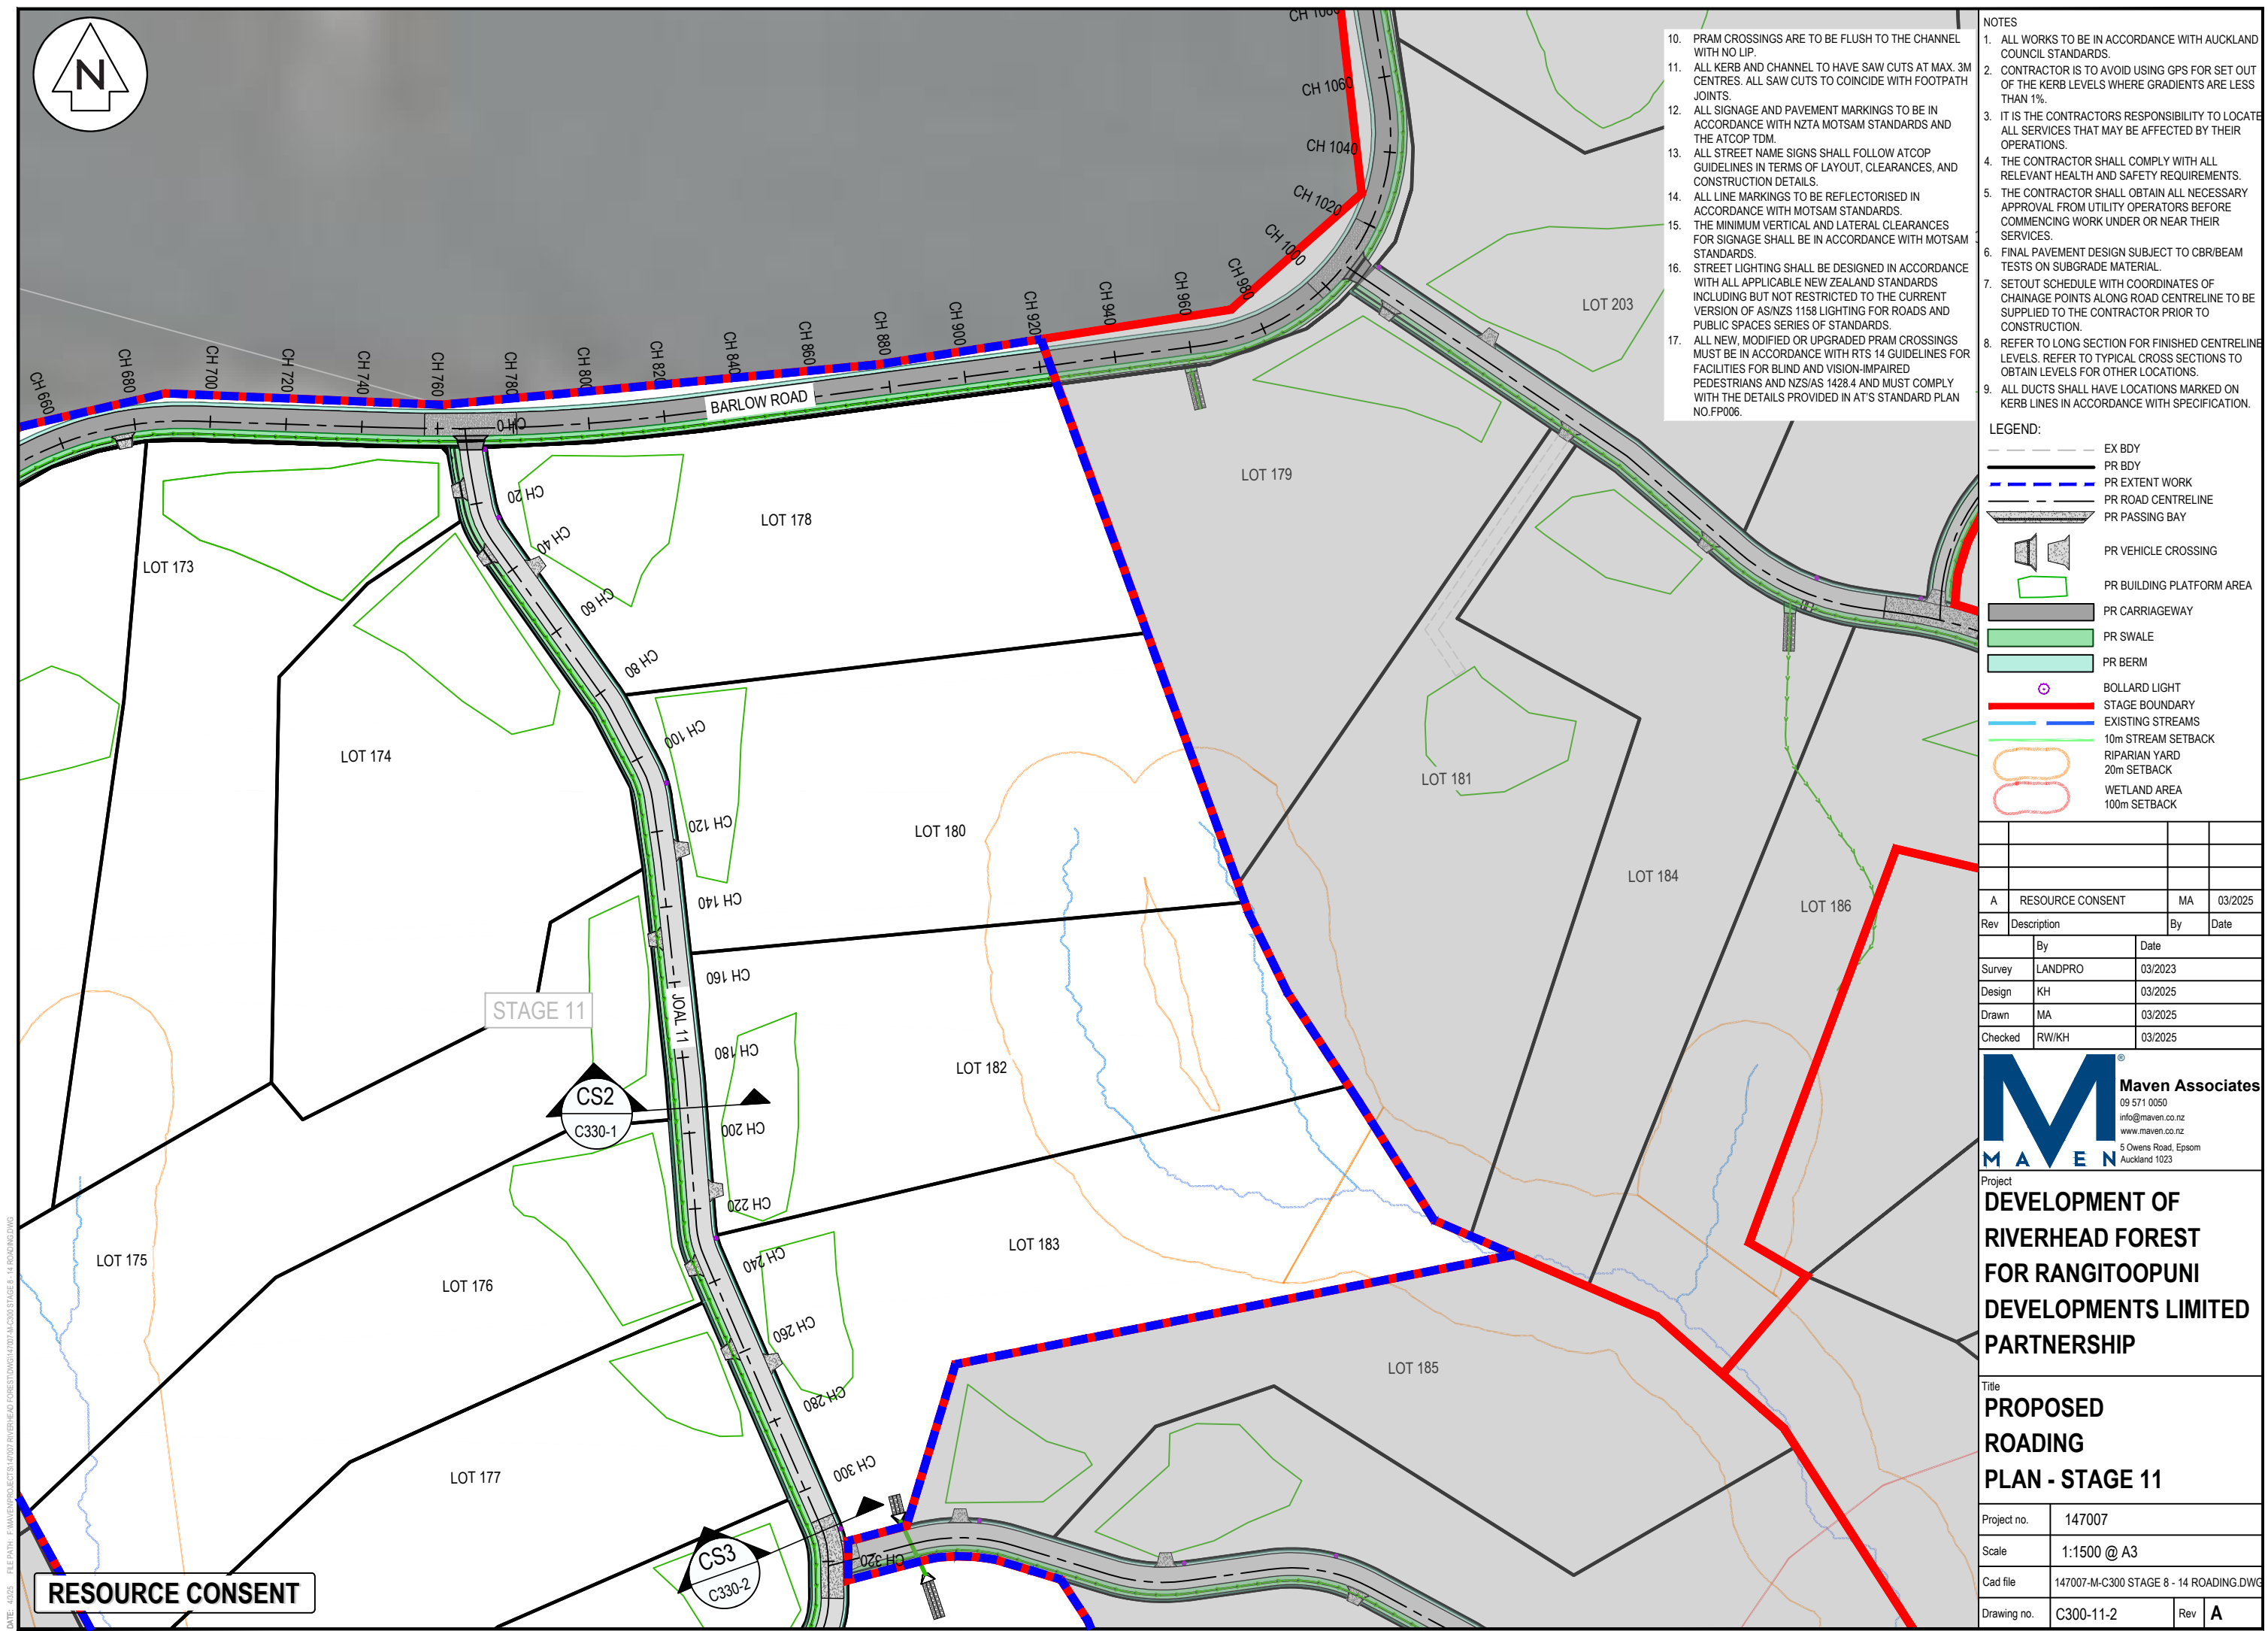 N
CH 1080
CH 1060
CH 1040
CH 1020
CH 1000
CH 980
CH 960
CH 940
CH 920
CH 900
CH 880
CH 860
CH 840
CH 820
CH 800
CH 780
CH 760
CH 740
CH 720
CH 700
CH 680
CH 660
BARLOW ROAD
CH 0
CH 20
CH 40
CH 60
CH 80
CH 100
CH 120
CH 140
CH 160
CH 180
CH 200
CH 220
CH 240
CH 260
CH 280
CH 300
CH 320
JOAL 11
LOT 203
LOT 179
LOT 178
LOT 173
LOT 174
LOT 181
LOT 180
LOT 184
LOT 186
STAGE 11
LOT 182
CS2
C330-1
LOT 183
LOT 175
LOT 176
LOT 185
LOT 177
CS3
C330-2
RESOURCE CONSENT
DATE: 4/3/25 FILE PATH: F:\MAVEN\PROJECTS\147007 RIVERHEAD FOREST\DWG\147007-M-C300 STAGE 8 - 14 ROADING.DWG
10. PRAM CROSSINGS ARE TO BE FLUSH TO THE CHANNEL
WITH NO LIP.
11. ALL KERB AND CHANNEL TO HAVE SAW CUTS AT MAX. 3M
CENTRES. ALL SAW CUTS TO COINCIDE WITH FOOTPATH
JOINTS.
12. ALL SIGNAGE AND PAVEMENT MARKINGS TO BE IN
ACCORDANCE WITH NZTA MOTSAM STANDARDS AND
THE ATCOP TDM.
13. ALL STREET NAME SIGNS SHALL FOLLOW ATCOP
GUIDELINES IN TERMS OF LAYOUT, CLEARANCES, AND
CONSTRUCTION DETAILS.
14. ALL LINE MARKINGS TO BE REFLECTORISED IN
ACCORDANCE WITH MOTSAM STANDARDS.
15. THE MINIMUM VERTICAL AND LATERAL CLEARANCES
FOR SIGNAGE SHALL BE IN ACCORDANCE WITH MOTSAM
STANDARDS.
16. STREET LIGHTING SHALL BE DESIGNED IN ACCORDANCE
WITH ALL APPLICABLE NEW ZEALAND STANDARDS
INCLUDING BUT NOT RESTRICTED TO THE CURRENT
VERSION OF AS/NZS 1158 LIGHTING FOR ROADS AND
PUBLIC SPACES SERIES OF STANDARDS.
17. ALL NEW, MODIFIED OR UPGRADED PRAM CROSSINGS
MUST BE IN ACCORDANCE WITH RTS 14 GUIDELINES FOR
FACILITIES FOR BLIND AND VISION-IMPAIRED
PEDESTRIANS AND NZS/AS 1428.4 AND MUST COMPLY
WITH THE DETAILS PROVIDED IN AT'S STANDARD PLAN
NO.FP006.
NOTES
1. ALL WORKS TO BE IN ACCORDANCE WITH AUCKLAND
COUNCIL STANDARDS.
2. CONTRACTOR IS TO AVOID USING GPS FOR SET OUT
OF THE KERB LEVELS WHERE GRADIENTS ARE LESS
THAN 1%.
3. IT IS THE CONTRACTORS RESPONSIBILITY TO LOCATE
ALL SERVICES THAT MAY BE AFFECTED BY THEIR
OPERATIONS.
4. THE CONTRACTOR SHALL COMPLY WITH ALL
RELEVANT HEALTH AND SAFETY REQUIREMENTS.
5. THE CONTRACTOR SHALL OBTAIN ALL NECESSARY
APPROVAL FROM UTILITY OPERATORS BEFORE
COMMENCING WORK UNDER OR NEAR THEIR
SERVICES.
6. FINAL PAVEMENT DESIGN SUBJECT TO CBR/BEAM
TESTS ON SUBGRADE MATERIAL.
7. SETOUT SCHEDULE WITH COORDINATES OF
CHAINAGE POINTS ALONG ROAD CENTRELINE TO BE
SUPPLIED TO THE CONTRACTOR PRIOR TO
CONSTRUCTION.
8. REFER TO LONG SECTION FOR FINISHED CENTRELINE
LEVELS. REFER TO TYPICAL CROSS SECTIONS TO
OBTAIN LEVELS FOR OTHER LOCATIONS.
9. ALL DUCTS SHALL HAVE LOCATIONS MARKED ON
KERB LINES IN ACCORDANCE WITH SPECIFICATION.
LEGEND:
EX BDY
PR BDY
PR EXTENT WORK
PR ROAD CENTRELINE
PR PASSING BAY
PR VEHICLE CROSSING
PR BUILDING PLATFORM AREA
PR CARRIAGEWAY
PR SWALE
PR BERM
BOLLARD LIGHT
STAGE BOUNDARY
EXISTING STREAMS
10m STREAM SETBACK
RIPARIAN YARD
20m SETBACK
WETLAND AREA
100m SETBACK
A RESOURCE CONSENT MA 03/2025
Rev Description By Date
By Date
Survey LANDPRO 03/2023
Design KH 03/2025
Drawn MA 03/2025
Checked RW/KH 03/2025
MAVEN
®
Maven Associates
09 571 0050
info@maven.co.nz
www.maven.co.nz
5 Owens Road, Epsom
Auckland 1023
Project
DEVELOPMENT OF
RIVERHEAD FOREST
FOR RANGITOOPUNI
DEVELOPMENTS LIMITED
PARTNERSHIP
Title
PROPOSED
ROADING
PLAN - STAGE 11
Project no. 147007
Scale 1:1500 @ A3
Cad file 147007-M-C300 STAGE 8 - 14 ROADING.DWG
Drawing no. C300-11-2 Rev A